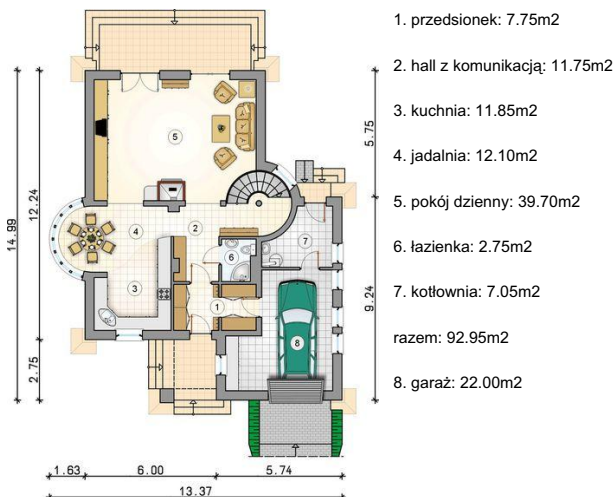 1. przedsionek: 7.75m2
2. hall z komunikacją: 11.75m2
3. kuchnia: 11.85m2
4. jadalnia: 12.10m2
5. pokój dzienny: 39.70m2
6. łazienka: 2.75m2
7. kotłownia: 7.05m2
razem: 92.95m2
8. garaż: 22.00m2
14.99
12.24
2.75
5.75
9.24
5
4
2
6
7
3
1
8
1.63 6.00 5.74
13.37